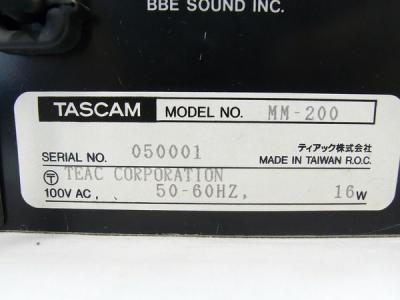 BBE SOUND INC.
TASCAM MODEL NO. MM-200
SERIAL NO. 050001 ティアック株式会社
MADE IN TAIWAN R.O.C.
〒 TEAC CORPORATION
100V AC, 、 50-60HZ, 16W